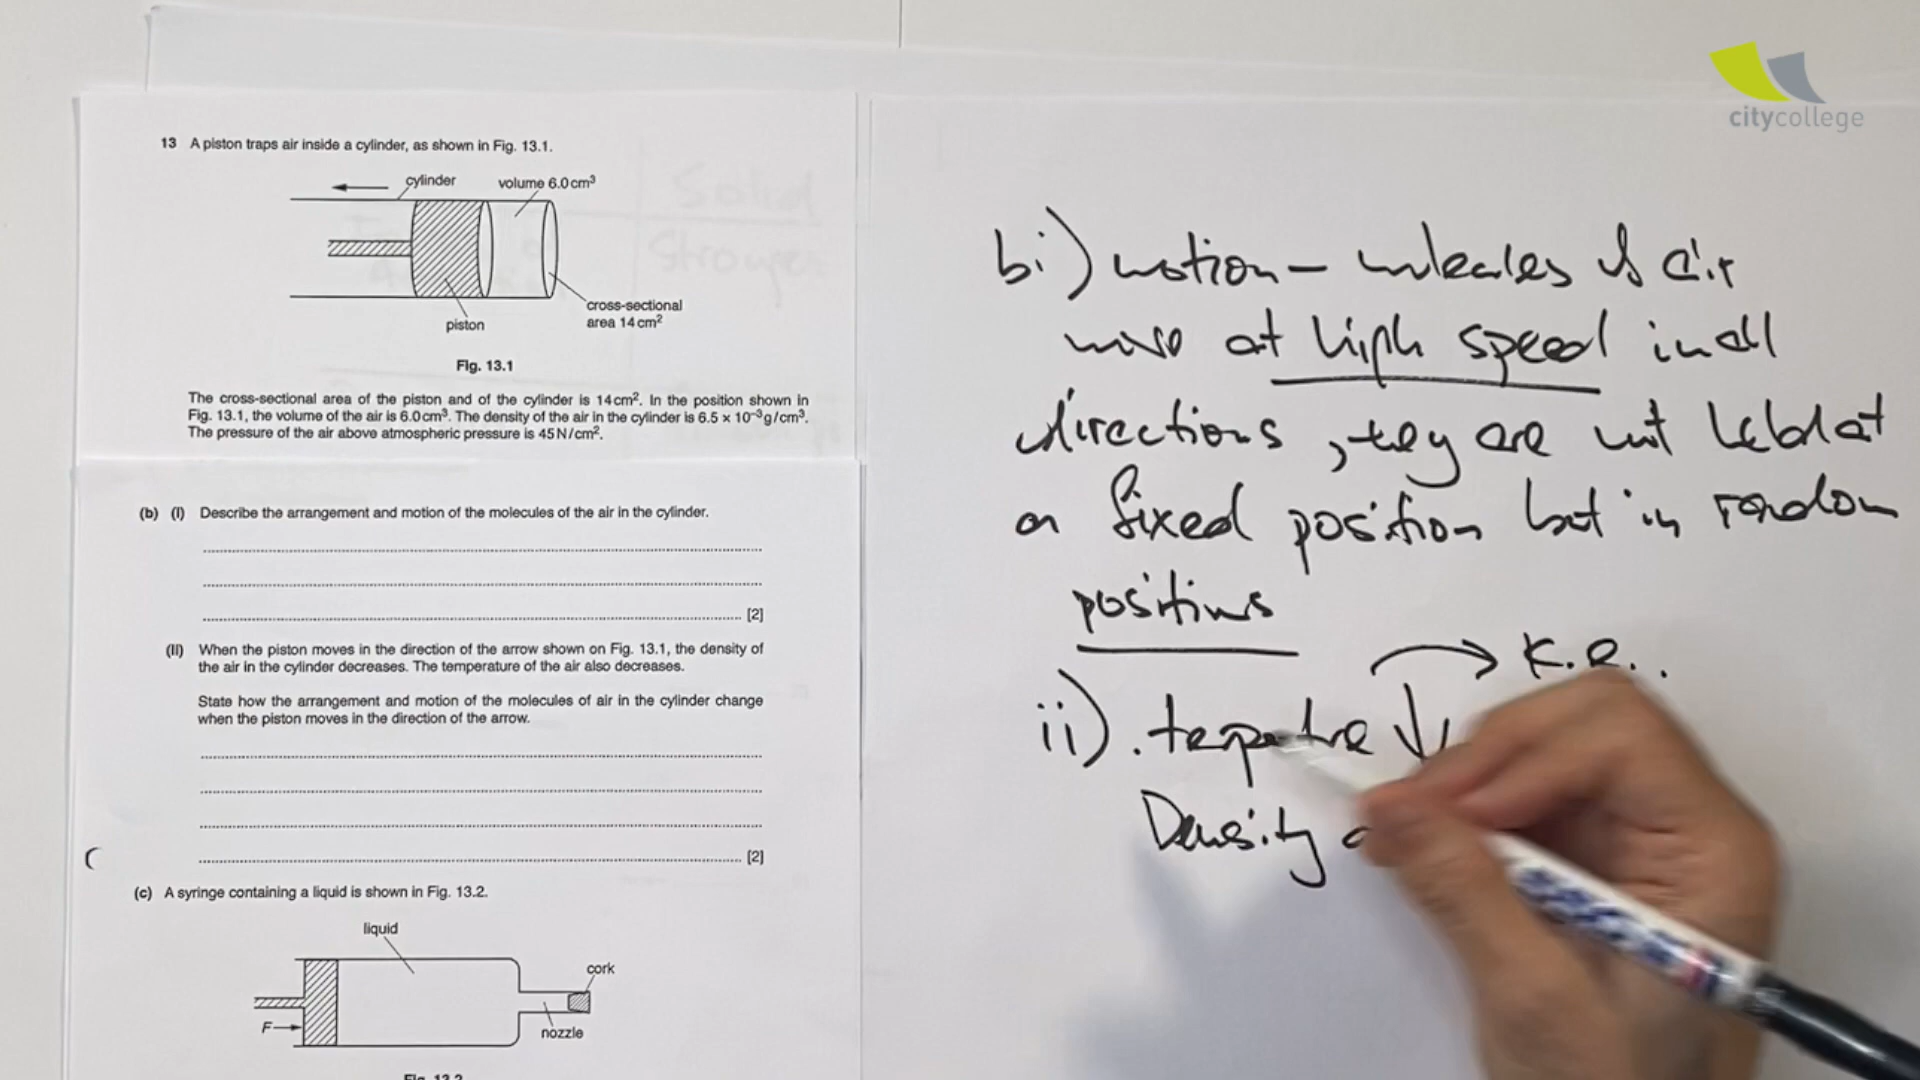 citycollege
13 A piston traps air inside a cylinder, as shown in Fig. 13.1.
cylinder
volume 6.0 cm³
cross-sectional
area 14 cm²
piston
Fig. 13.1
The cross-sectional area of the piston and of the cylinder is 14 cm². In the position shown in
Fig. 13.1, the volume of the air is 6.0 cm³. The density of the air in the cylinder is 6.5 × 10⁻³ g/cm³.
The pressure of the air above atmospheric pressure is 45 N/cm².
(b) (i) Describe the arrangement and motion of the molecules of the air in the cylinder.
[2]
(ii) When the piston moves in the direction of the arrow shown on Fig. 13.1, the density of
the air in the cylinder decreases. The temperature of the air also decreases.
State how the arrangement and motion of the molecules of air in the cylinder change
when the piston moves in the direction of the arrow.
[2]
(
(c) A syringe containing a liquid is shown in Fig. 13.2.
liquid
cork
F
nozzle
Fig. 13.2
Solid
Stronger
bi) motion – molecules of air
move at high speed in all
directions, they are not held at
a fixed position but in random
positions
K.E.
ii). temperature ↓
Density